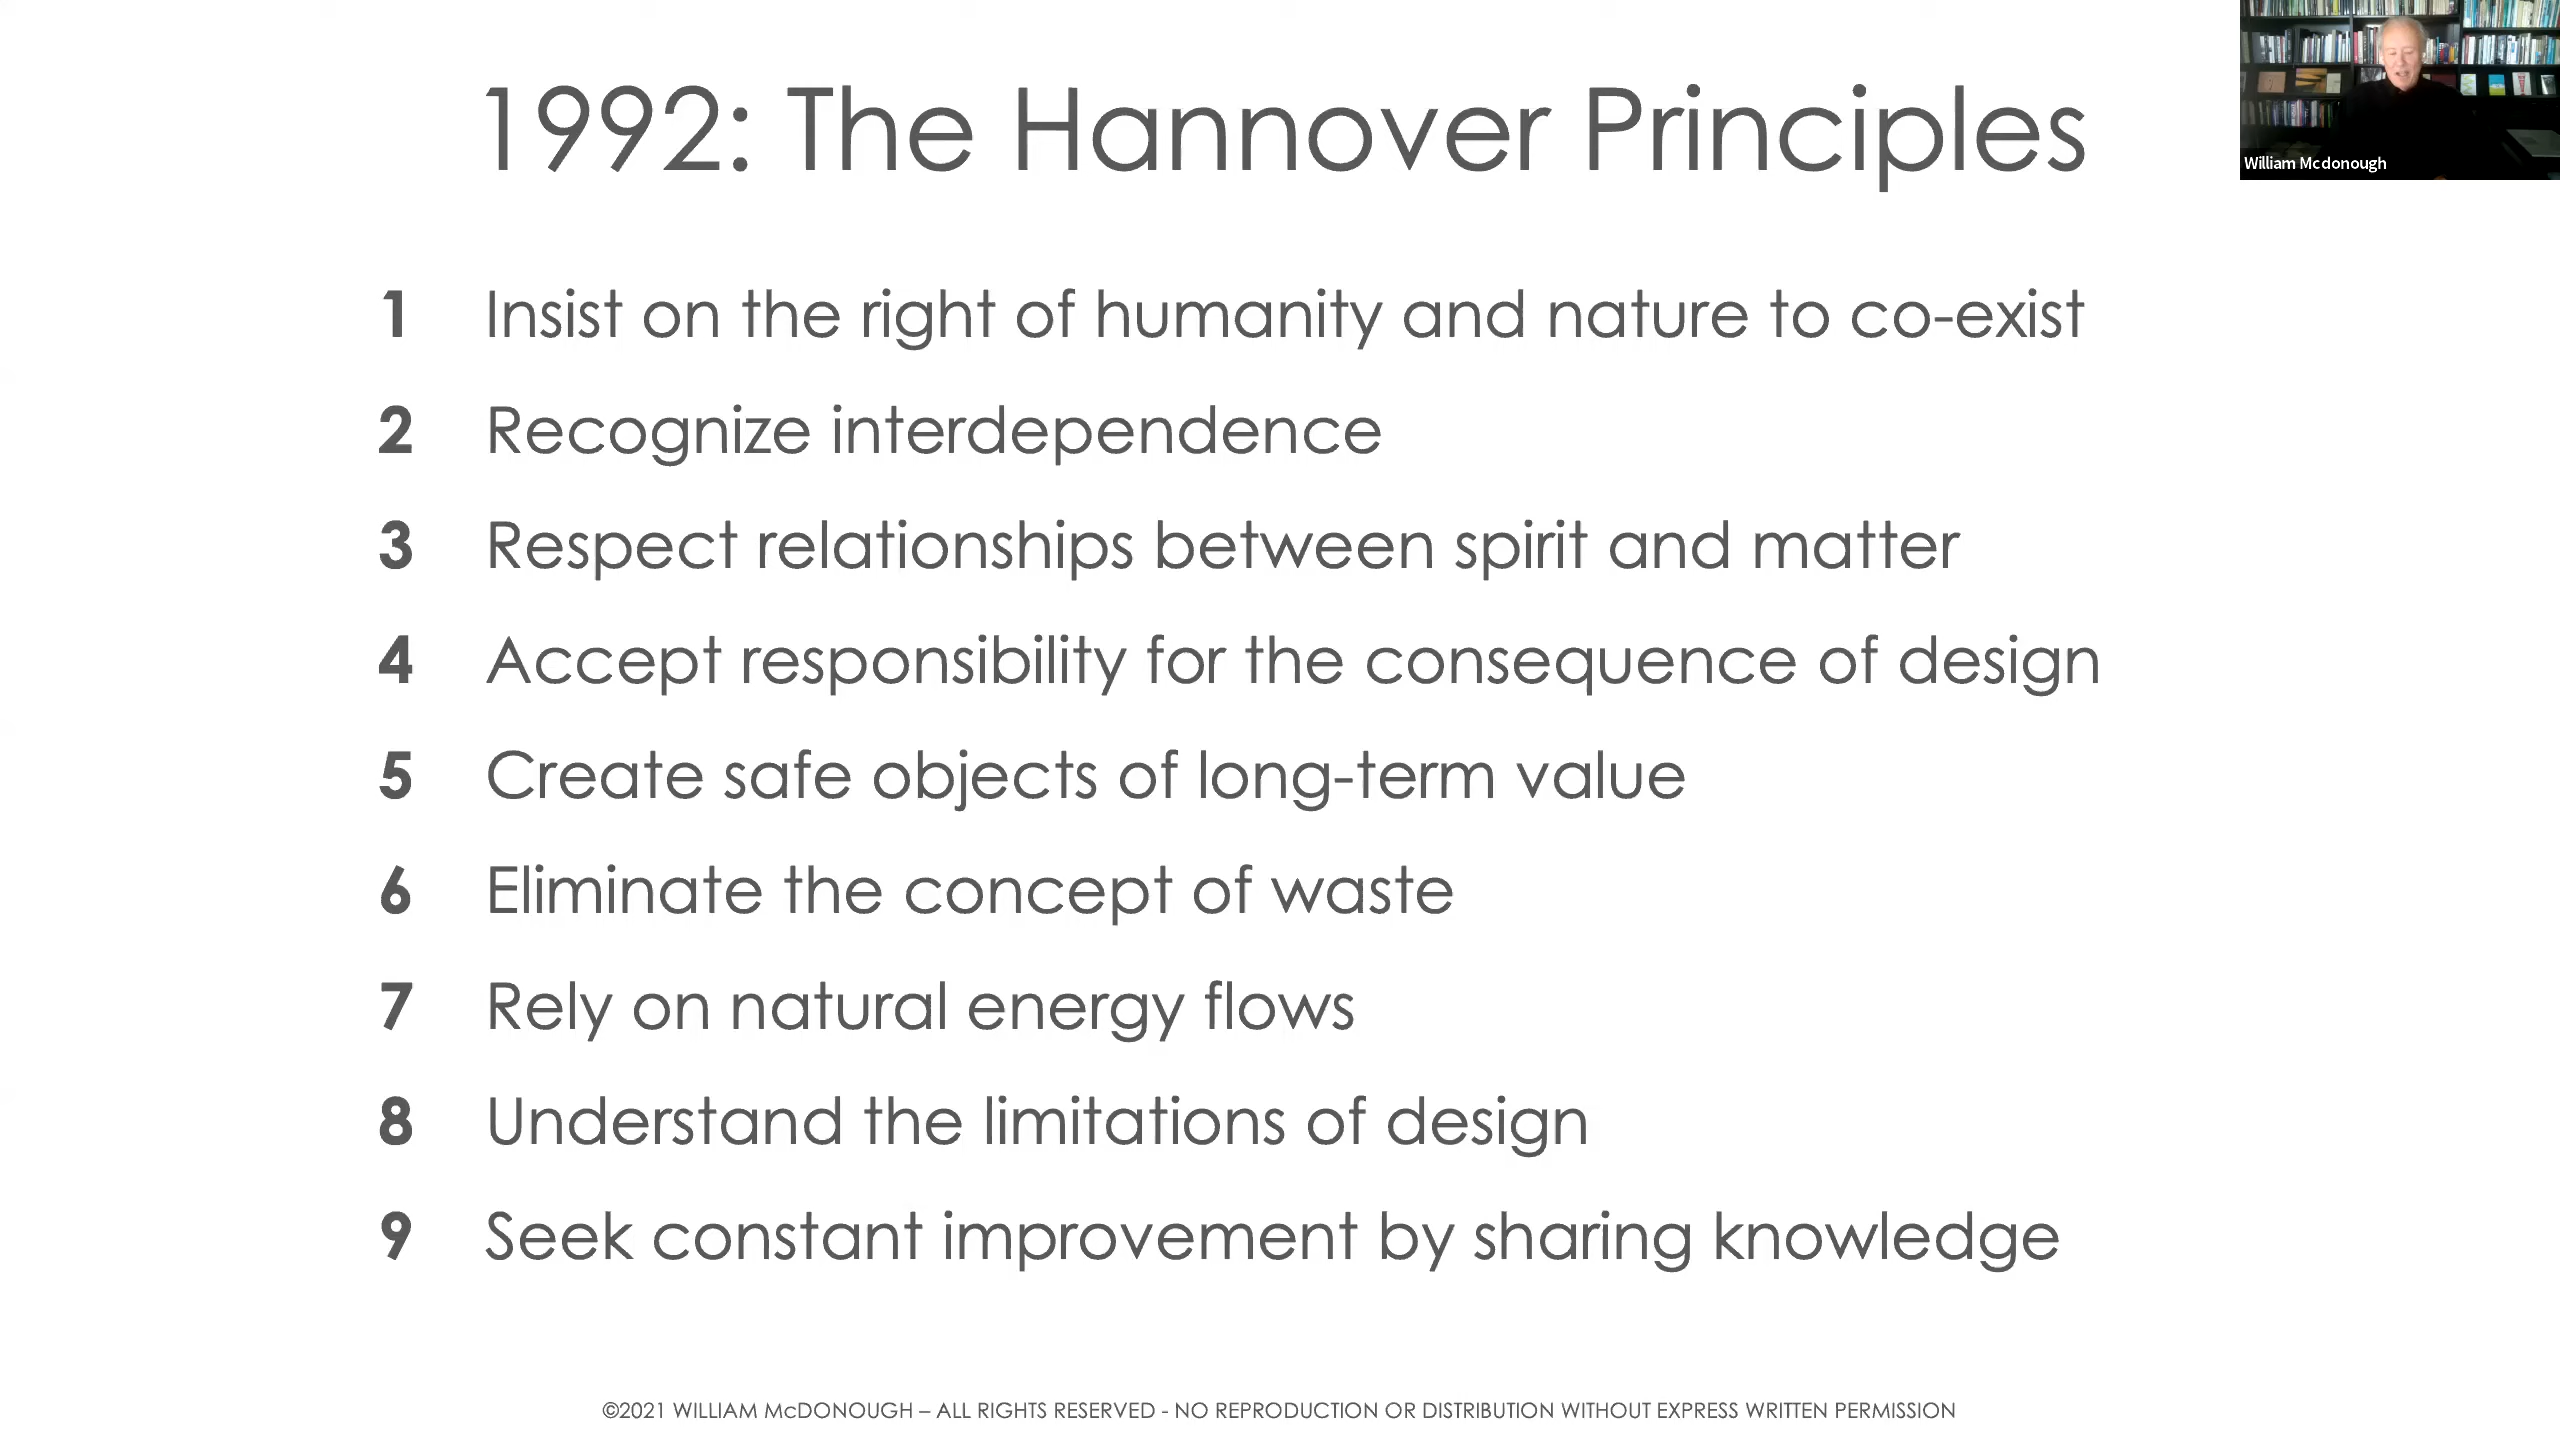 1992: The Hannover Principles
William Mcdonough
1 Insist on the right of humanity and nature to co-exist
2 Recognize interdependence
3 Respect relationships between spirit and matter
4 Accept responsibility for the consequence of design
5 Create safe objects of long-term value
6 Eliminate the concept of waste
7 Rely on natural energy flows
8 Understand the limitations of design
9 Seek constant improvement by sharing knowledge
©2021 WILLIAM McDONOUGH – ALL RIGHTS RESERVED - NO REPRODUCTION OR DISTRIBUTION WITHOUT EXPRESS WRITTEN PERMISSION